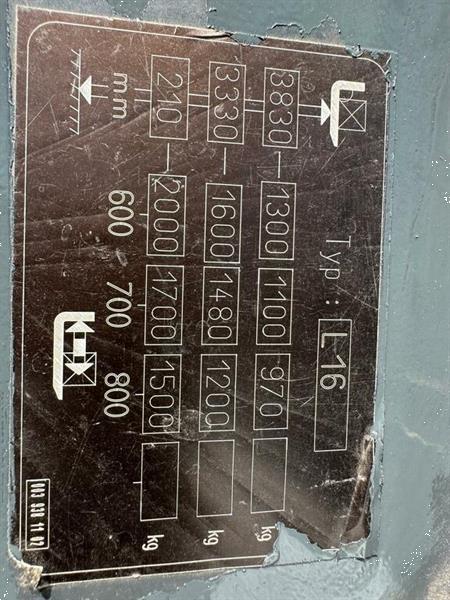 Typ: L-16
3830 1300 1100 970 kg
3330 1600 1480 1200 kg
210 2000 1700 1500 kg
mm 600 700 800